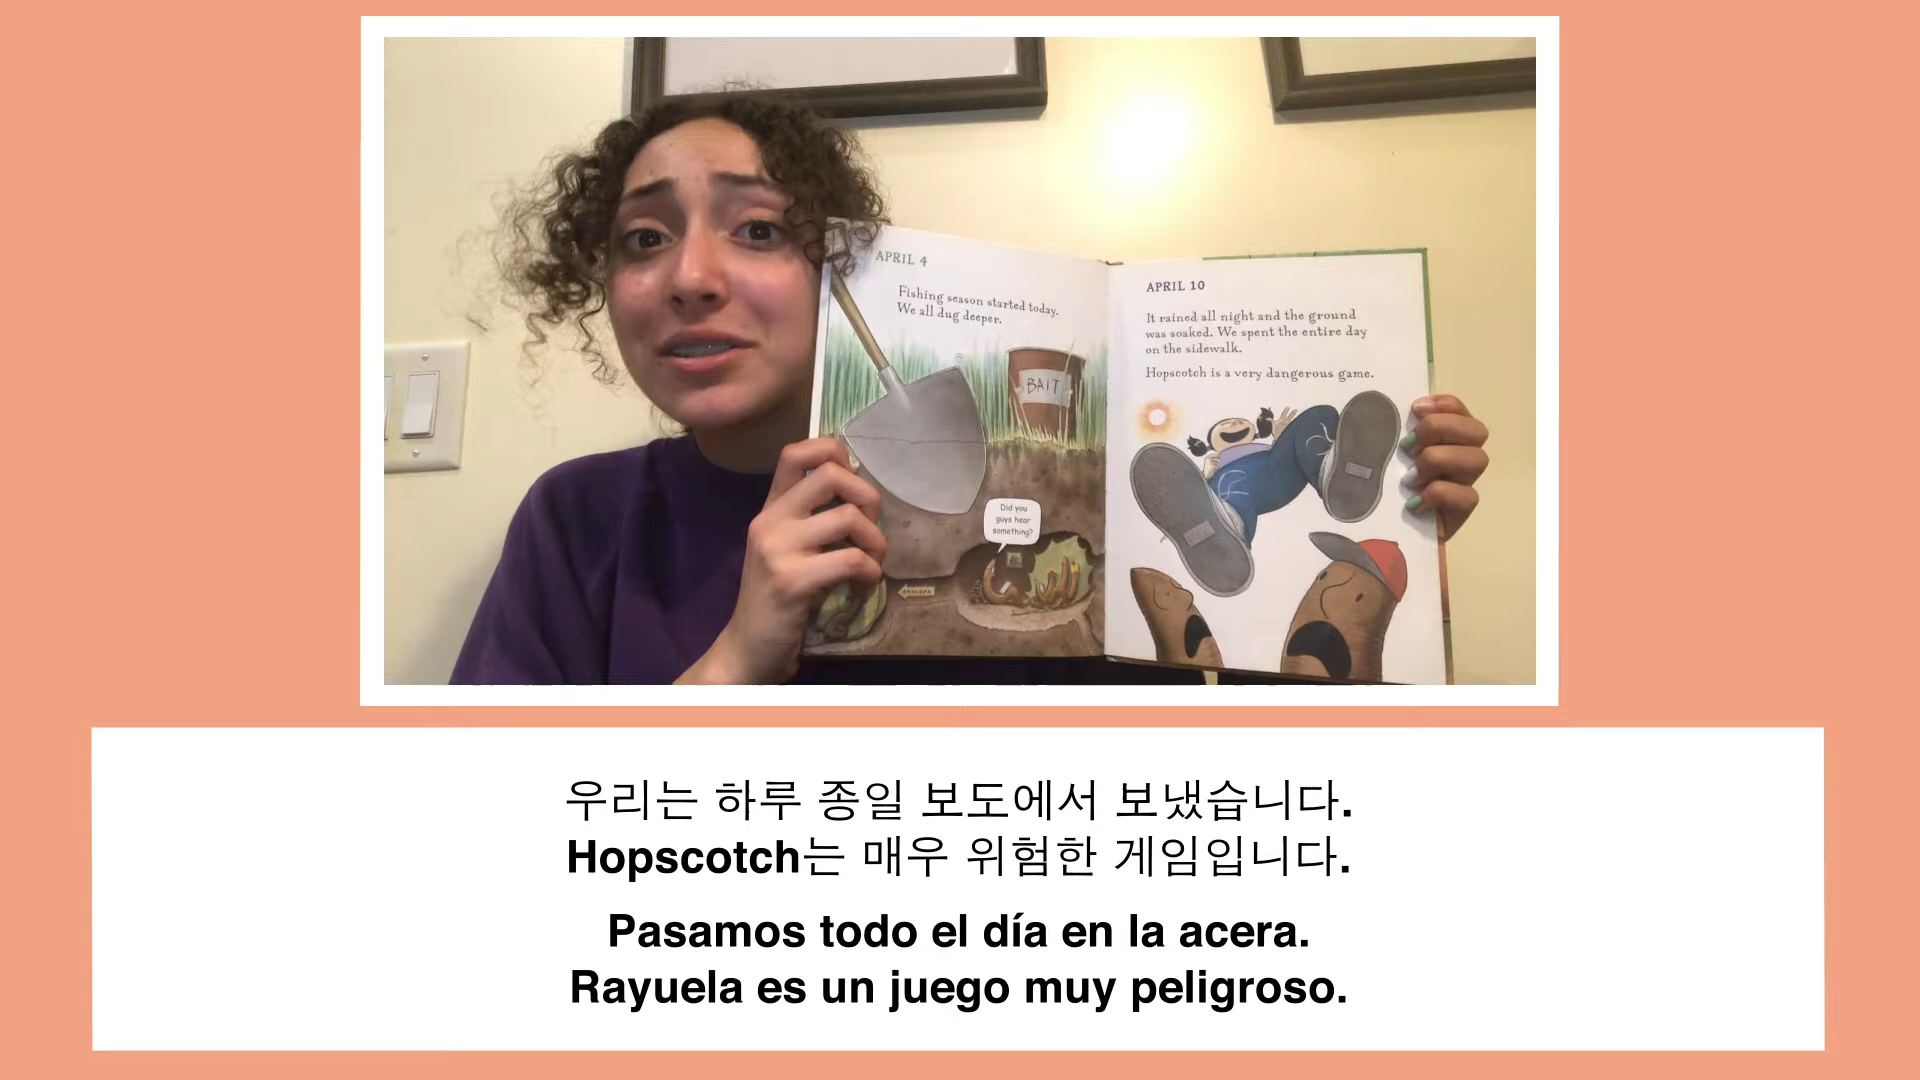 APRIL 4
Fishing season started today.
We all dug deeper.
BAIT
Did you
guys hear
something?
GRANDPA
APRIL 10
It rained all night and the ground
was soaked. We spent the entire day
on the sidewalk.
Hopscotch is a very dangerous game.
우리는 하루 종일 보도에서 보냈습니다.
Hopscotch는 매우 위험한 게임입니다.
Pasamos todo el día en la acera.
Rayuela es un juego muy peligroso.